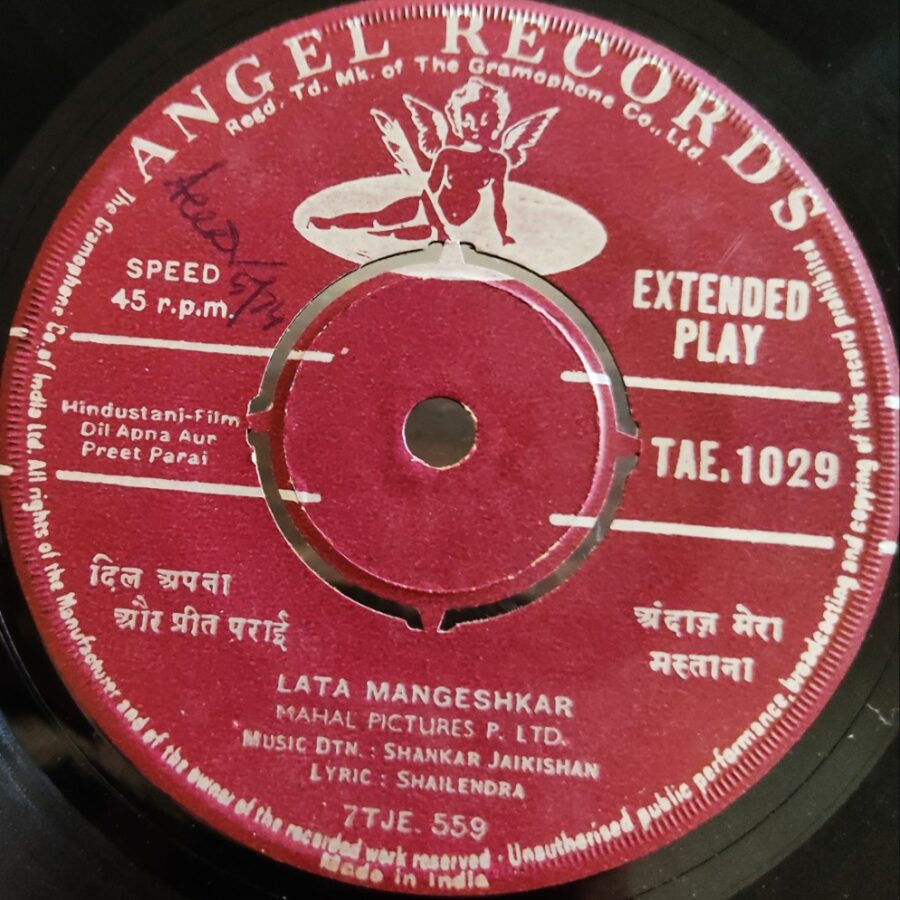 ANGEL RECORDS
Regd. Td. Mk. of The Gramophone Co., Ltd.
SPEED
45 r.p.m.
EXTENDED
PLAY
Hindustani-Film
Dil Apna Aur
Preet Parai
TAE.1029
दिल अपना
और प्रीत पराई
अंदाज़ मेरा
मस्ताना
LATA MANGESHKAR
MAHAL PICTURES P. LTD.
MUSIC DTN. : SHANKAR JAIKISHAN
LYRIC : SHAILENDRA
7TJE. 559
The Gramophone Co. of India Ltd. All rights of the Manufacturer and of the owner of the recorded work reserved · Unauthorised public performance broadcasting and copying of this record prohibited
Made in India